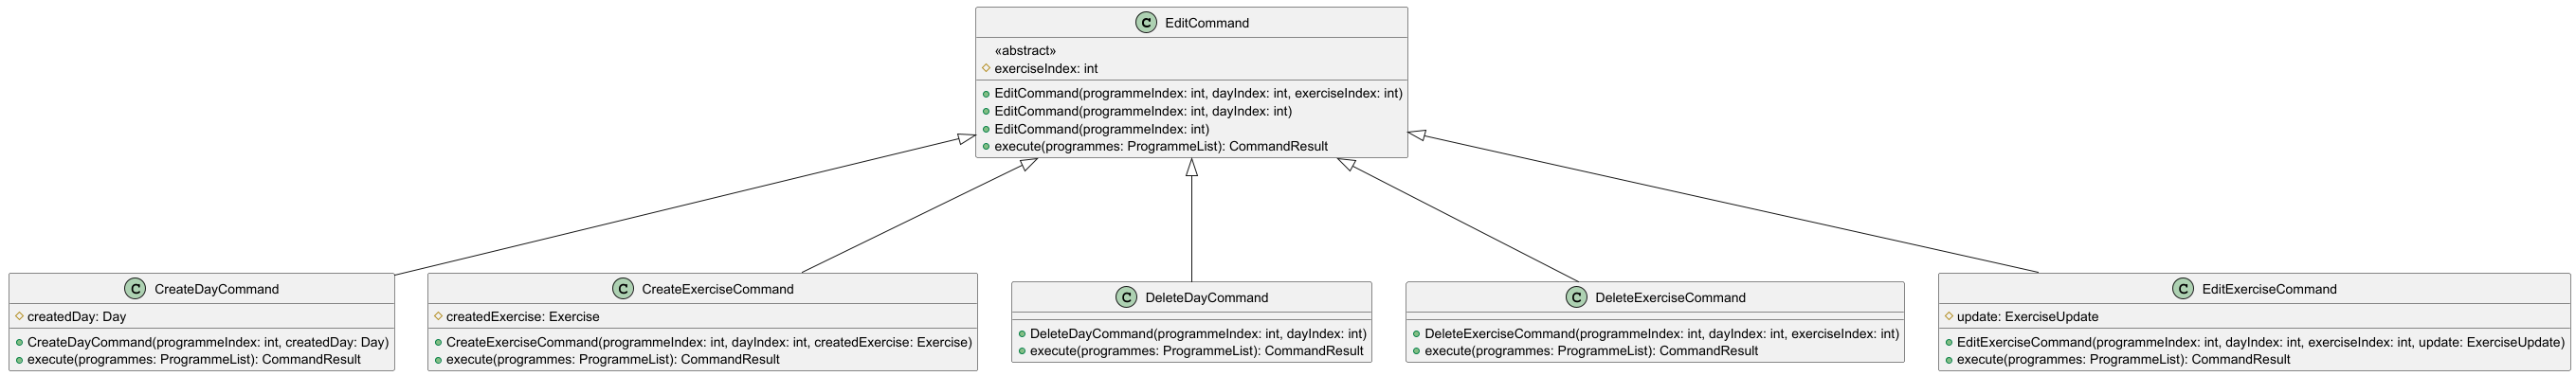 C EditCommand
«abstract»
exerciseIndex: int
EditCommand(programmeIndex: int, dayIndex: int, exerciseIndex: int)
EditCommand(programmeIndex: int, dayIndex: int)
EditCommand(programmeIndex: int)
execute(programmes: ProgrammeList): CommandResult
C CreateDayCommand
createdDay: Day
CreateDayCommand(programmeIndex: int, createdDay: Day)
execute(programmes: ProgrammeList): CommandResult
C CreateExerciseCommand
createdExercise: Exercise
CreateExerciseCommand(programmeIndex: int, dayIndex: int, createdExercise: Exercise)
execute(programmes: ProgrammeList): CommandResult
C DeleteDayCommand
DeleteDayCommand(programmeIndex: int, dayIndex: int)
execute(programmes: ProgrammeList): CommandResult
C DeleteExerciseCommand
DeleteExerciseCommand(programmeIndex: int, dayIndex: int, exerciseIndex: int)
execute(programmes: ProgrammeList): CommandResult
C EditExerciseCommand
update: ExerciseUpdate
EditExerciseCommand(programmeIndex: int, dayIndex: int, exerciseIndex: int, update: ExerciseUpdate)
execute(programmes: ProgrammeList): CommandResult